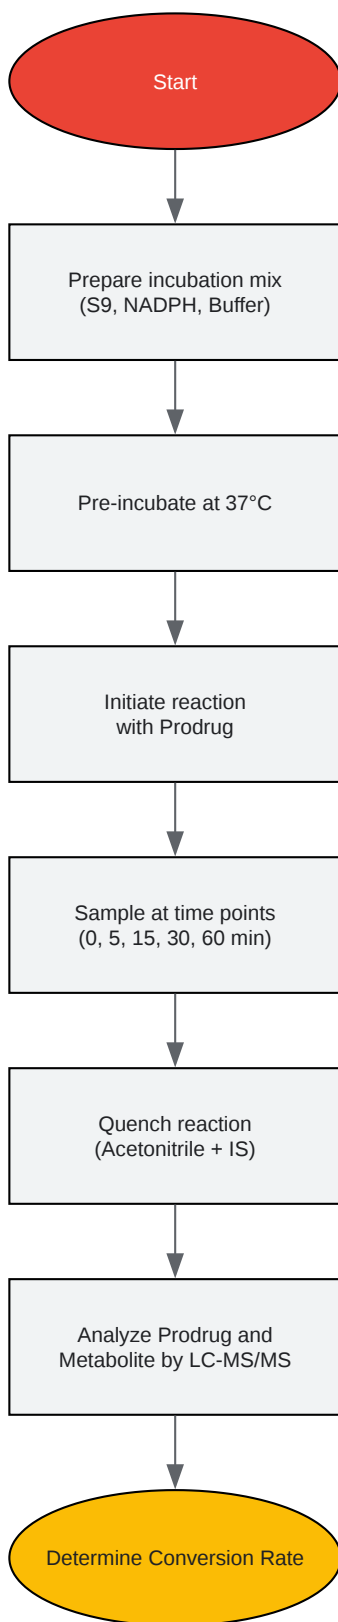 Start
Prepare incubation mix
(S9, NADPH, Buffer)
Pre-incubate at 37°C
Initiate reaction
with Prodrug
Sample at time points
(0, 5, 15, 30, 60 min)
Quench reaction
(Acetonitrile + IS)
Analyze Prodrug and
Metabolite by LC-MS/MS
Determine Conversion Rate